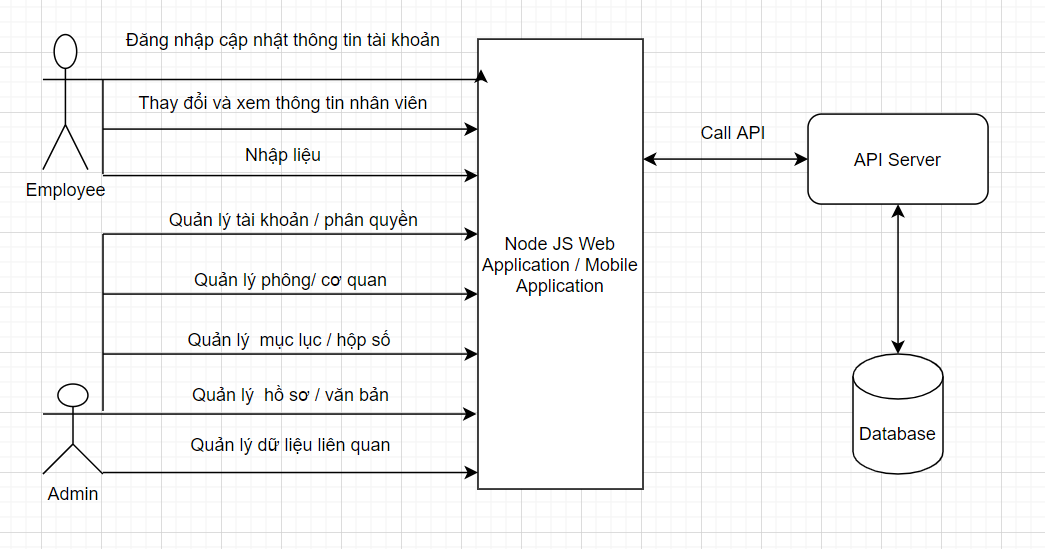 Đăng nhập cập nhật thông tin tài khoản
Thay đổi và xem thông tin nhân viên
Nhập liệu
Employee
Quản lý tài khoản / phân quyền
Quản lý phông/ cơ quan
Quản lý  mục lục / hộp số
Quản lý  hồ sơ / văn bản
Quản lý dữ liệu liên quan
Admin
Node JS Web
Application / Mobile
Application
Call API
API Server
Database